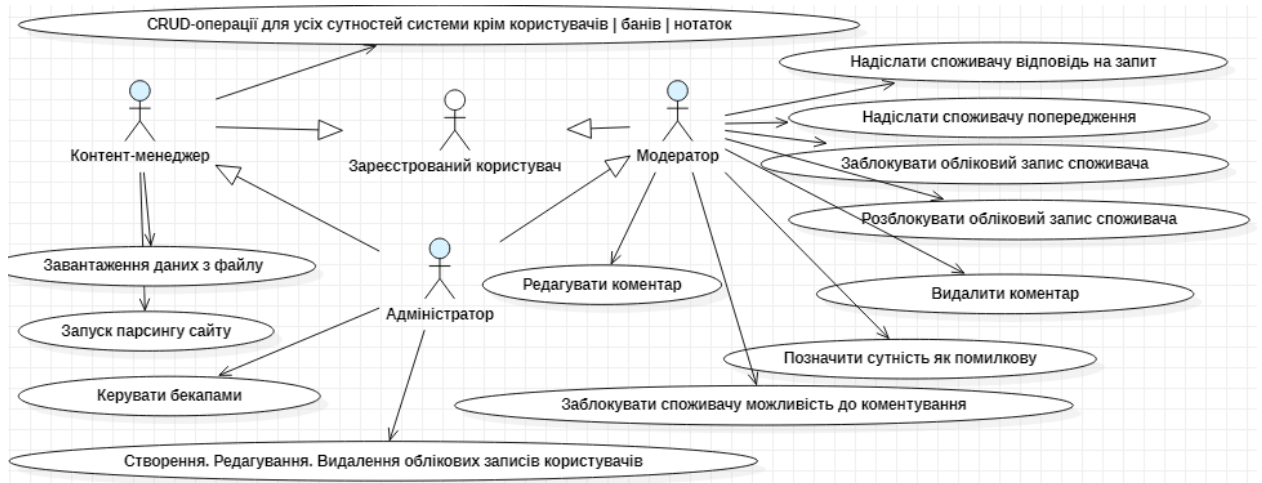 CRUD-операції для усіх сутностей системи крім користувачів | банів | нотаток
Надіслати споживачу відповідь на запит
Надіслати споживачу попередження
Контент-менеджер
Зареєстрований користувач
Модератор
Заблокувати обліковий запис споживача
Розблокувати обліковий запис споживача
Завантаження даних з файлу
Редагувати коментар
Видалити коментар
Адміністратор
Запуск парсингу сайту
Позначити сутність як помилкову
Керувати бекапами
Заблокувати споживачу можливість до коментування
Створення. Редагування. Видалення облікових записів користувачів